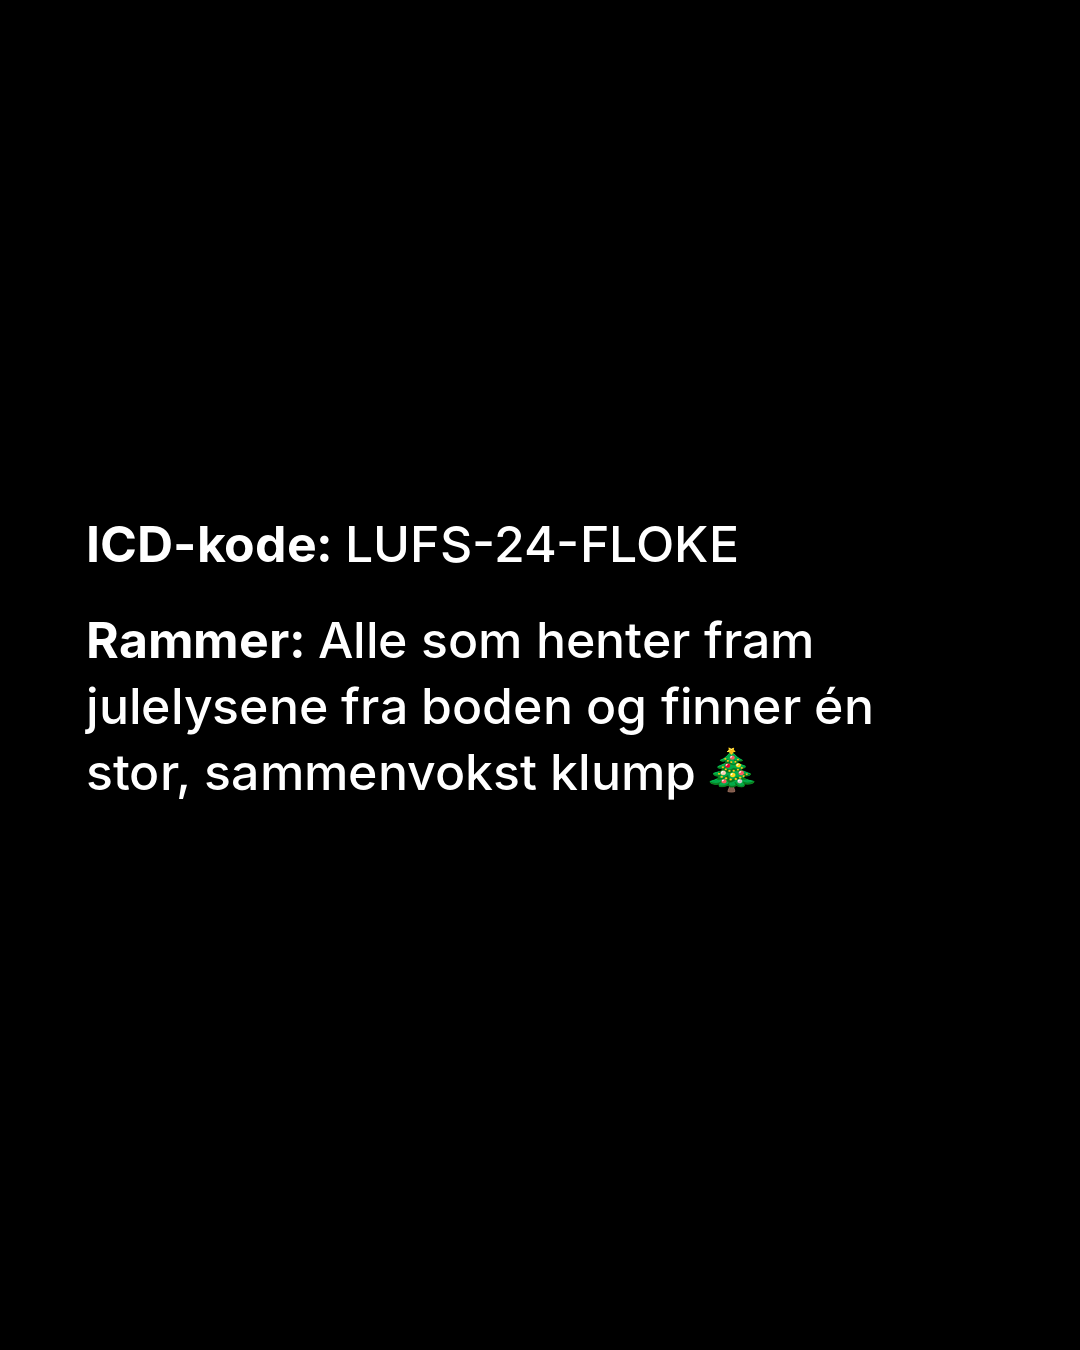 ICD-kode: LUFS-24-FLOKE
Rammer: Alle som henter fram
julelysene fra boden og finner én
stor, sammenvokst klump 🎄